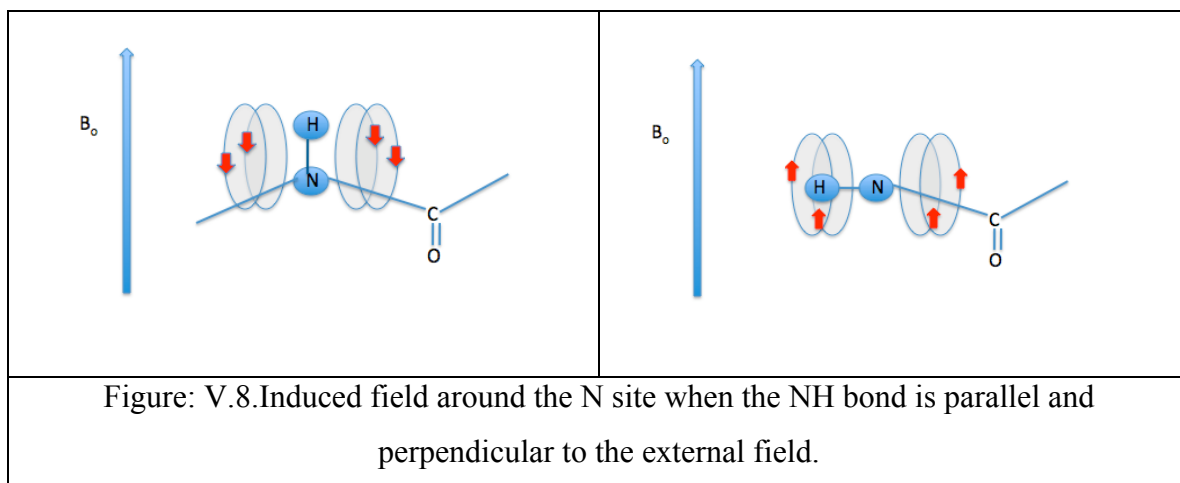 Bo
H
N
C
O
Bo
H
N
C
O
Figure: V.8.Induced field around the N site when the NH bond is parallel and
perpendicular to the external field.